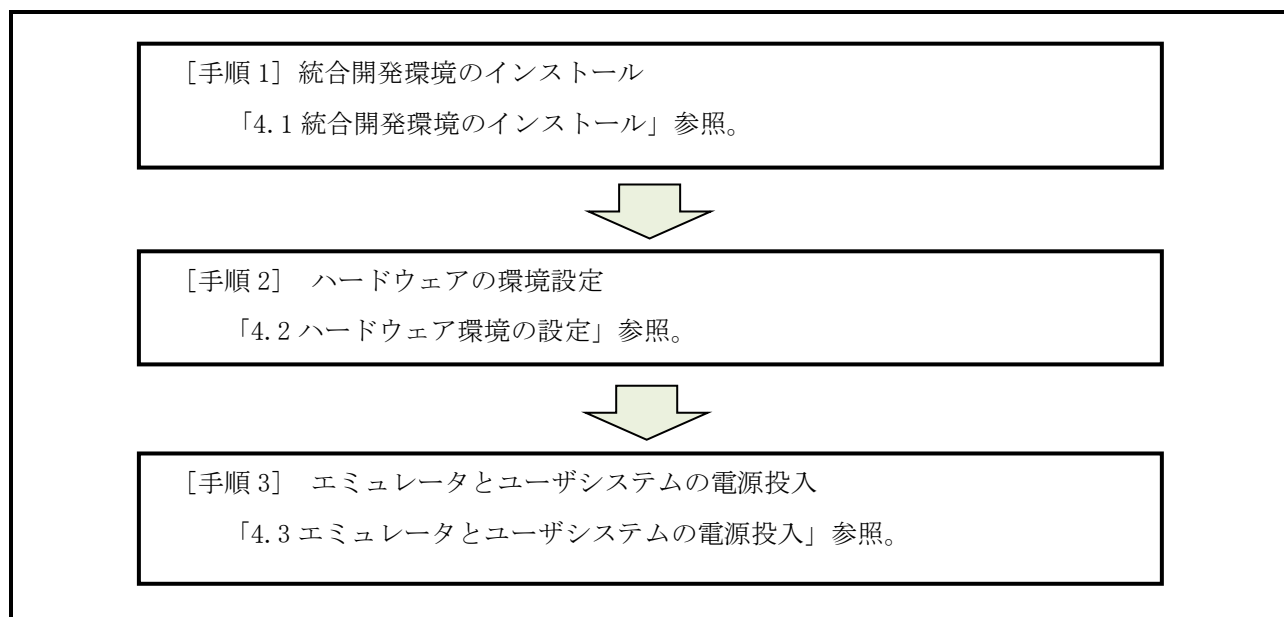 ［手順 1］統合開発環境のインストール
「4.1 統合開発環境のインストール」参照。
［手順 2］ ハードウェアの環境設定
「4.2 ハードウェア環境の設定」参照。
［手順 3］ エミュレータとユーザシステムの電源投入
「4.3 エミュレータとユーザシステムの電源投入」参照。